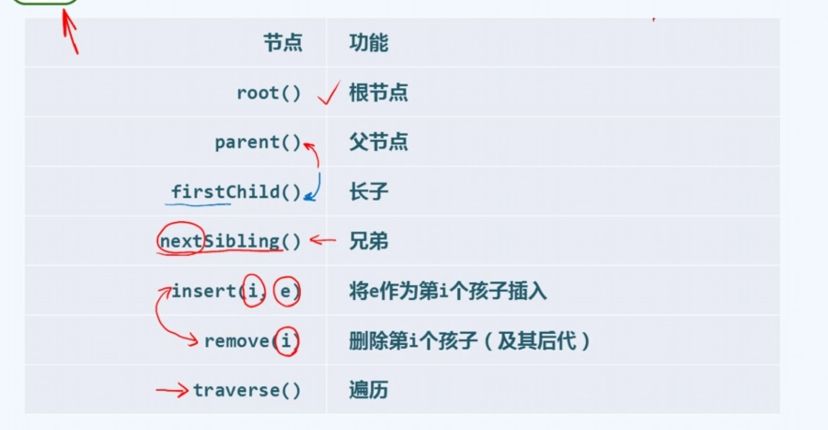 节点 功能
root() 根节点
parent() 父节点
firstChild() 长子
nextSibling() 兄弟
insert(i, e) 将e作为第i个孩子插入
remove(i) 删除第i个孩子（及其后代）
traverse() 遍历